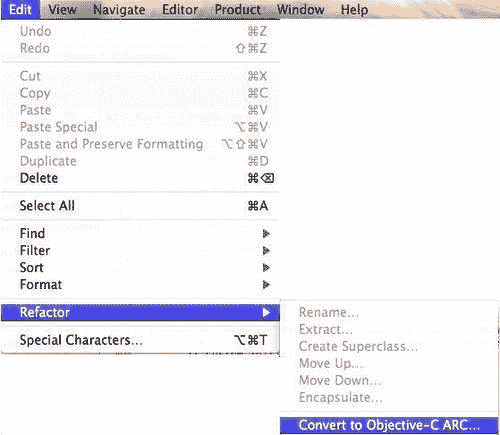 Edit View Navigate Editor Product Window Help
Undo ⌘Z
Redo ⇧⌘Z
Cut ⌘X
Copy ⌘C
Paste ⌘V
Paste Special ⌥⌘V
Paste and Preserve Formatting ⌥⇧⌘V
Duplicate ⌘D
Delete ⌘⌫
Select All ⌘A
Find
Filter
Sort
Format
Refactor
Rename...
Extract...
Create Superclass...
Move Up...
Move Down...
Encapsulate...
Convert to Objective-C ARC...
Special Characters... ⌥⌘T